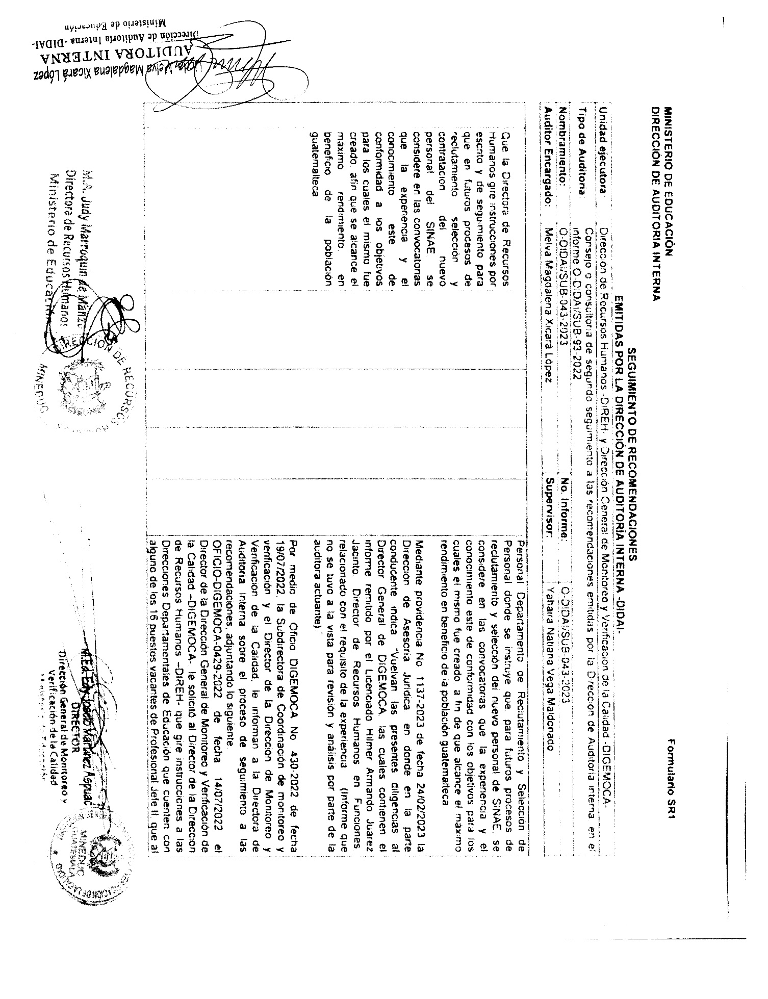 MINISTERIO DE EDUCACIÓN
DIRECCIÓN DE AUDITORIA INTERNA
Formulario SR1
SEGUIMIENTO DE RECOMENDACIONES
EMITIDAS POR LA DIRECCIÓN DE AUDITORÍA INTERNA -DIDAI-
Unidad ejecutora: Dirección de Recursos Humanos -DIREH- y Dirección General de Monitoreo y Verificación de la Calidad -DIGEMOCA-
Tipo de Auditoria: Consejo o consultoría de segundo seguimiento a las recomendaciones emitidas por la Dirección de Auditoría Interna en el
informe O-DIDAI/SUB-93-2022
Nombramiento: O-DIDAI/SUB-043-2023 No. Informe: O-DIDAI/SUB-043-2023
Auditor Encargado: Melva Magdalena Xicará López Supervisor: Yahaira Natiana Vega Maldonado
Que la Directora de Recursos
Humanos gire instrucciones por
escrito y de seguimiento para
que en futuros procesos de
reclutamiento, selección y
contratación del nuevo
personal del SINAE, se
considere en las convocatorias
que la experiencia y el
conocimiento este de
conformidad a los objetivos
para los cuales el mismo fue
creado, afin que se alcance el
máximo rendimiento, en
beneficio de la población
guatemalteca
Personal Departamento de Reclutamiento y Selección de
Personal donde se instruye que, para futuros procesos de
reclutamiento y selección del nuevo personal de SINAE, se
considere en las convocatorias que la experiencia y el
conocimiento esté de conformidad con los objetivos para los
cuales el mismo fue creado a fin de que alcance el máximo
rendimiento en beneficio de la población guatemalteca
Mediante providencia No. 1137-2023 de fecha 24/02/2023 la
Dirección de Asesoría Jurídica en donde en la parte
conducente indica "Vuelvan las presentes diligencias al
Director General de DIGEMOCA, las cuales contienen el
informe remitido por el Licenciado Hilmer Armando Juárez
Jacinto Director de Recursos Humanos en Funciones
relacionado con el requisito de la experiencia (Informe que
no se tuvo a la vista para revisión y análisis por parte de la
auditora actuante)."
Por medio de Oficio DIGEMOCA No. 430-2022 de fecha
19/07/2022, la Subdirectora de Coordinación de monitoreo y
verificación y el Director de la Dirección de Monitoreo y
Verificación de la Calidad, le informan a la Directora de
Auditoria Interna sobre el proceso de seguimiento a las
recomendaciones, adjuntando lo siguiente
OFICIO-DIGEMOCA-0429-2022 de fecha 14/07/2022 el
Director de la Dirección General de Monitoreo y Verificación de
la Calidad –DIGEMOCA-, le solicitó al Director de la Dirección
de Recursos Humanos –DIREH- que gire instrucciones a las
Direcciones Departamentales de Educación que cuenten con
alguno de los 16 puestos vacantes de Profesional Jefe II que al
Melva Magdalena Xicará López
AUDITORA INTERNA
Dirección de Auditoría Interna -DIDAI-
Ministerio de Educación
M.A. Judy Marroquín de
Directora de Recursos Humanos
Ministerio de Educación
DIRECCIÓN DE RECURSOS
MINEDUC
M.Ed. Edy Martínez Aspuac
DIRECTOR
Dirección General de Monitoreo y
Verificación de la Calidad
MINEDUC
GUATEMALA
VERIFICACIÓN DE LA CALIDAD